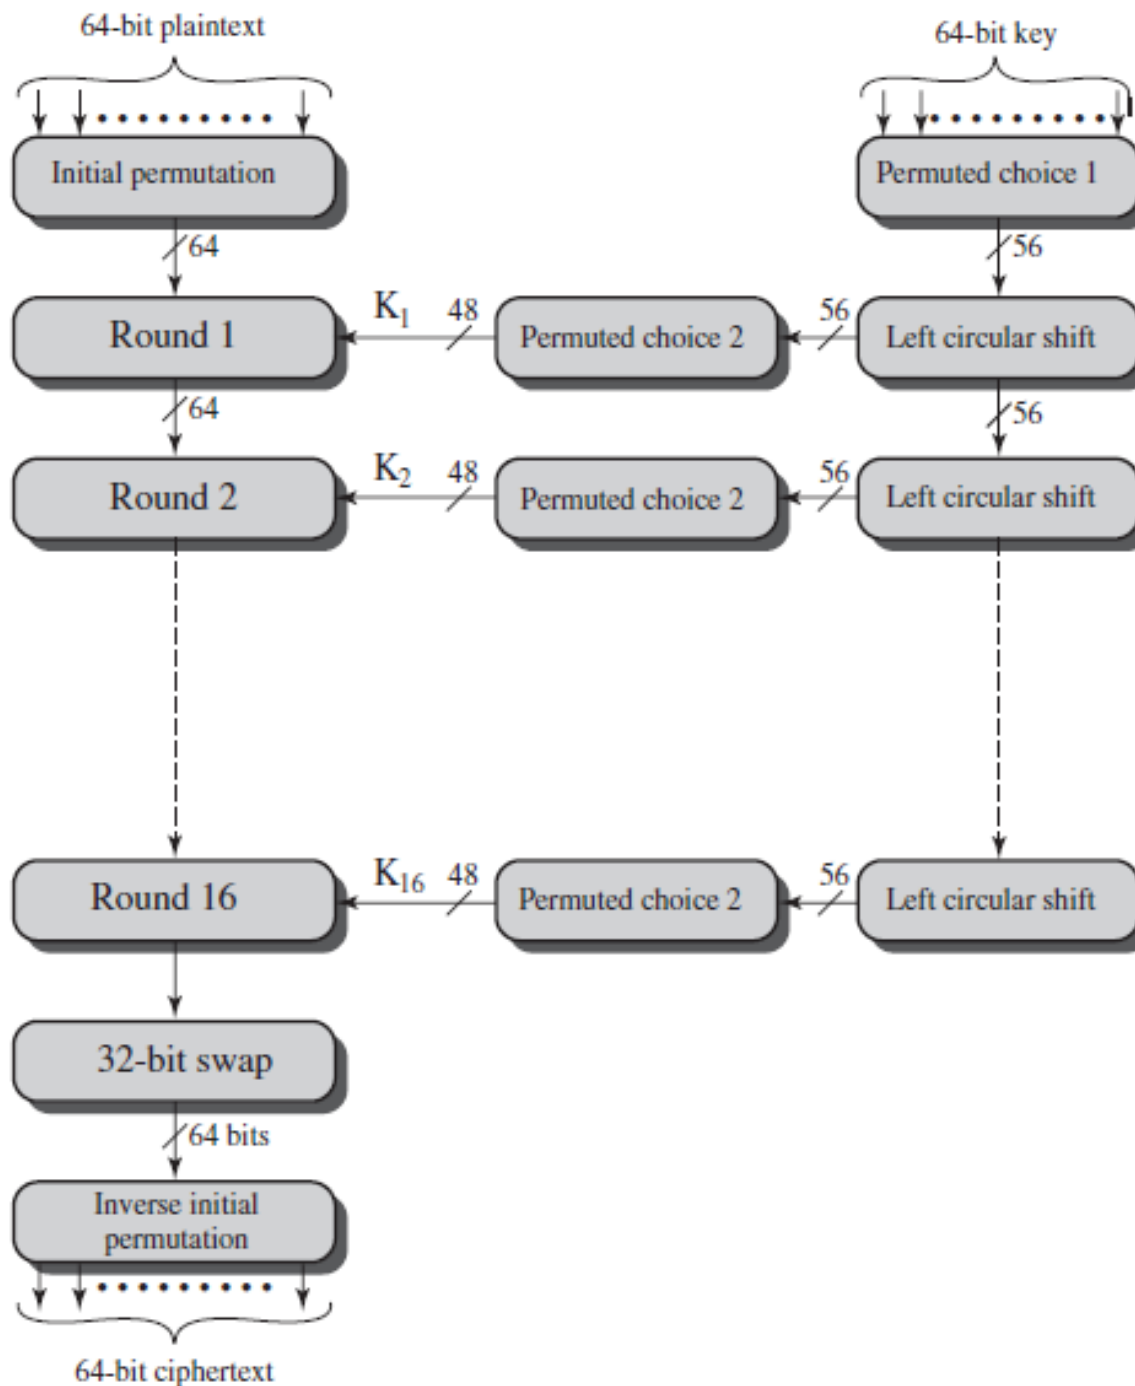 64-bit plaintext
64-bit key
Initial permutation
Permuted choice 1
64
56
Round 1
K1
48
Permuted choice 2
56
Left circular shift
64
56
Round 2
K2
48
Permuted choice 2
56
Left circular shift
Round 16
K16
48
Permuted choice 2
56
Left circular shift
32-bit swap
64 bits
Inverse initial
permutation
64-bit ciphertext